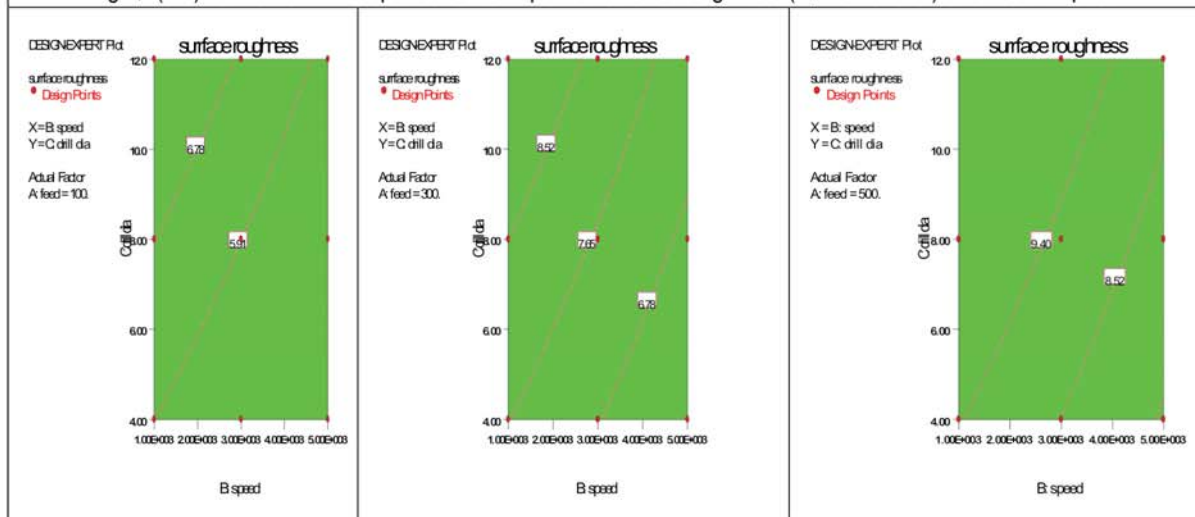 DESIGN-EXPERT Plot
surrface roughness
surrface roughness
Design Points
X = B: speed
Y = C: drill dia
Actual Factor
A: feed = 100.
C: drill dia
12.0
10.0
8.00
6.00
4.00
6.78
5.91
1.00E+003 2.00E+003 3.00E+003 4.00E+003 5.00E+003
B: speed
DESIGN-EXPERT Plot
surrface roughness
surrface roughness
Design Points
X = B: speed
Y = C: drill dia
Actual Factor
A: feed = 300.
C: drill dia
12.0
10.0
8.00
6.00
4.00
8.52
7.65
6.78
1.00E+003 2.00E+003 3.00E+003 4.00E+003 5.00E+003
B: speed
DESIGN-EXPERT Plot
surrface roughness
surrface roughness
Design Points
X = B: speed
Y = C: drill dia
Actual Factor
A: feed = 500.
C: drill dia
12.0
10.0
8.00
6.00
4.00
9.40
8.52
1.00E+003 2.00E+003 3.00E+003 4.00E+003 5.00E+003
B: speed